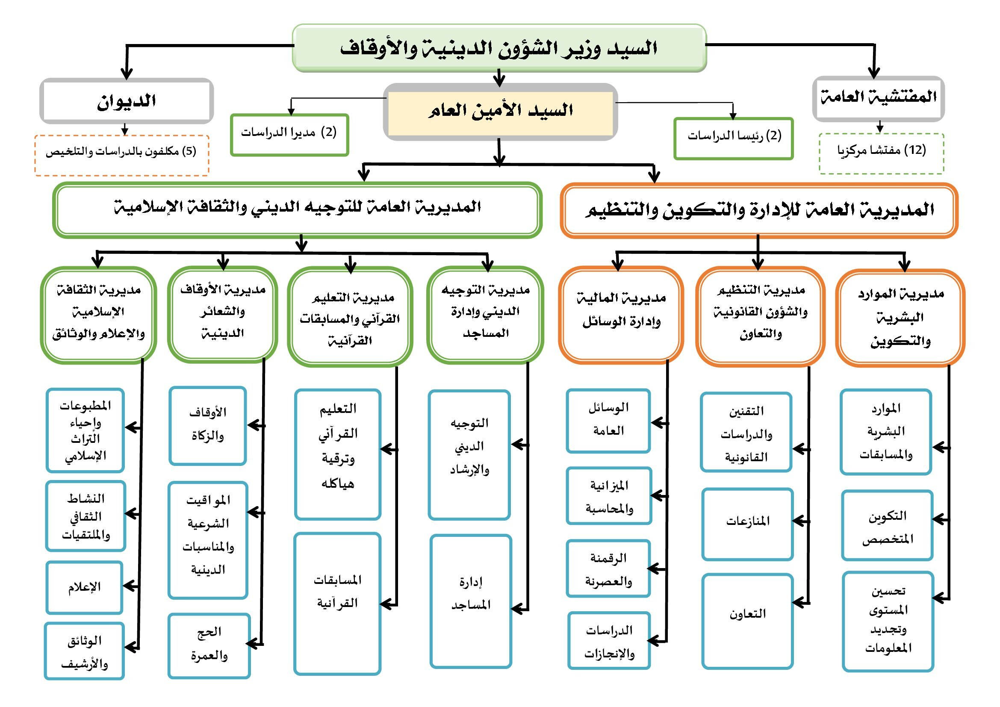 السيد وزير الشؤون الدينية والأوقاف
المفتشية العامة
(12) مفتشا مركزيا
السيد الأمين العام
(2) رئيسا الدراسات
(2) مديرا الدراسات
الديوان
(5) مكلفون بالدراسات والتلخيص
المديرية العامة للإدارة والتكوين والتنظيم
المديرية العامة للتوجيه الديني والثقافة الإسلامية
مديرية الموارد
البشرية
والتكوين
مديرية التنظيم
والشؤون القانونية
والتعاون
مديرية المالية
وإدارة الوسائل
مديرية التوجيه
الديني وإدارة
المساجد
مديرية التعليم
القرآني والمسابقات
القرآنية
مديرية الأوقاف
والشعائر
الدينية
مديرية الثقافة
الإسلامية
والإعلام والوثائق
الموارد
البشرية
والمسابقات
التكوين
المتخصص
تحسين
المستوى
وتجديد
المعلومات
التقنين
والدراسات
القانونية
المنازعات
التعاون
الوسائل
العامة
الميزانية
والمحاسبة
الرقمنة
والعصرنة
الدراسات
والإنجازات
التوجيه
الديني
والإرشاد
إدارة
المساجد
التعليم
القرآني
وترقية
هياكله
المسابقات
القرآنية
الأوقاف
والزكاة
المواقيت
الشرعية
والمناسبات
الدينية
الحج
والعمرة
المطبوعات
وإحياء
التراث
الإسلامي
النشاط
الثقافي
والملتقيات
الإعلام
الوثائق
والأرشيف